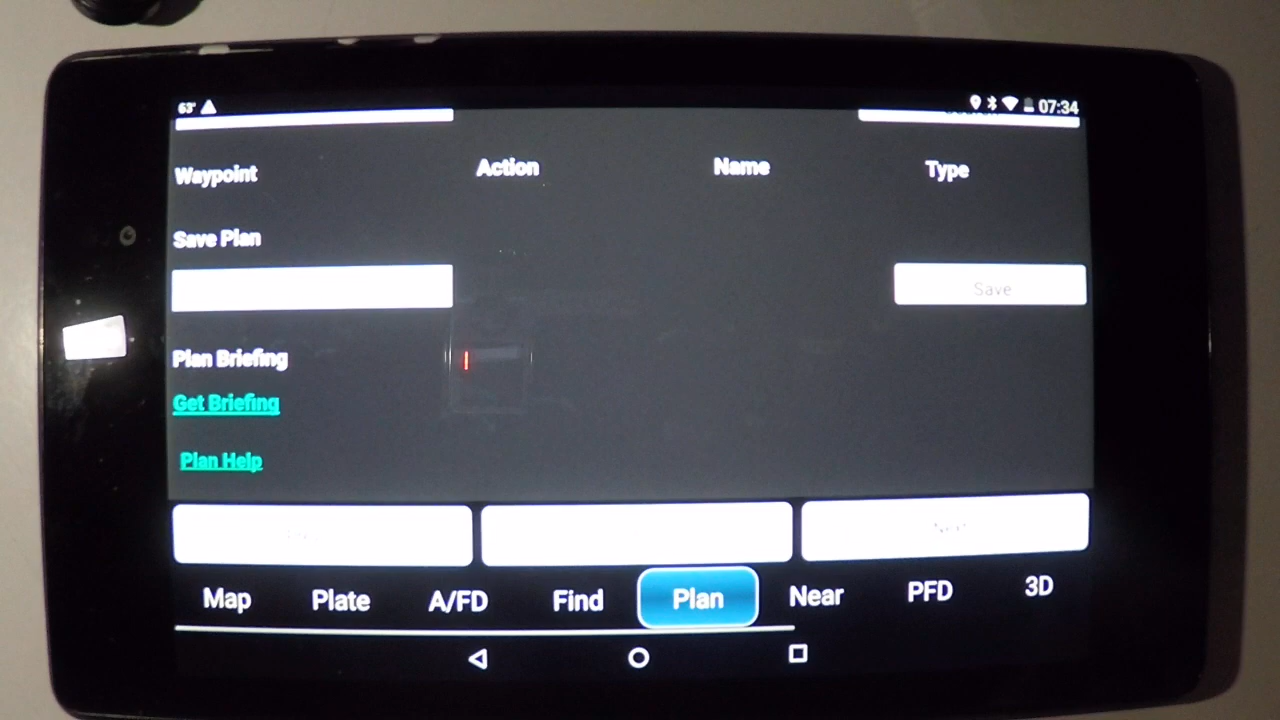 63° 07:34
Waypoint Action Name Type
Save Plan
Save
Plan Briefing
Get Briefing
Plan Help
Next
Map Plate A/FD Find Plan Near PFD 3D